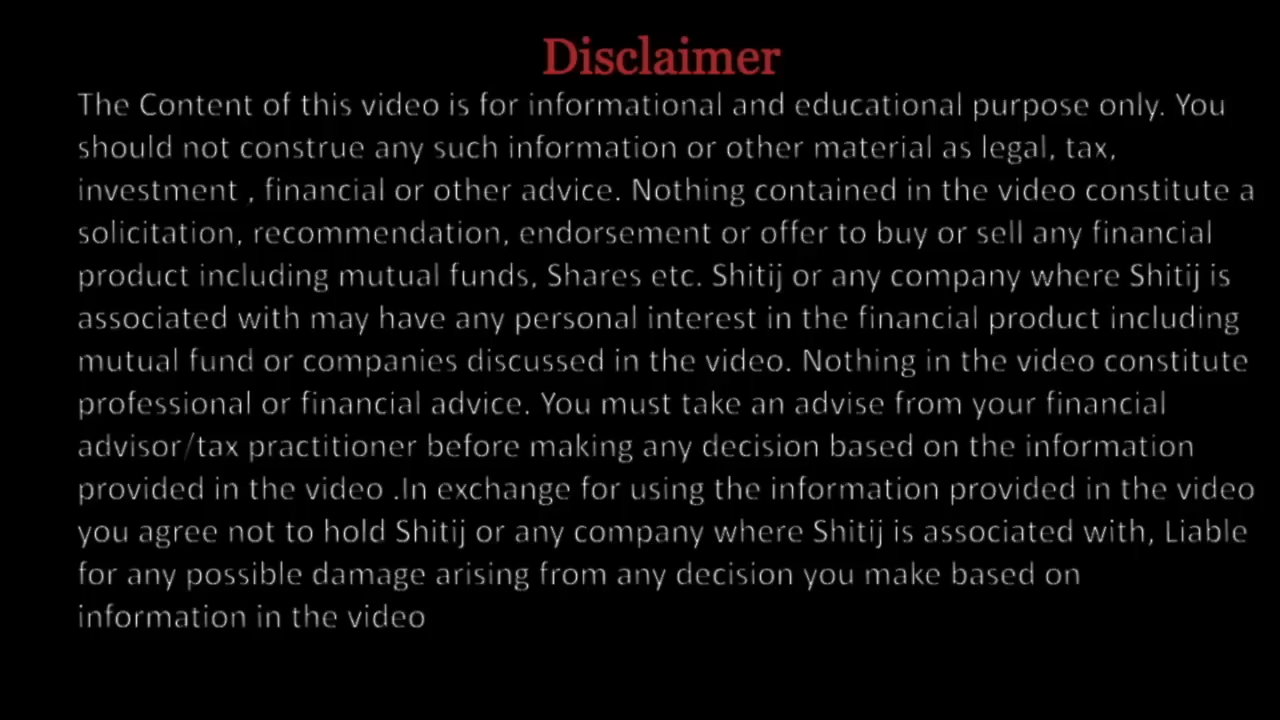 Disclaimer
The Content of this video is for informational and educational purpose only. You
should not construe any such information or other material as legal, tax,
investment , financial or other advice. Nothing contained in the video constitute a
solicitation, recommendation, endorsement or offer to buy or sell any financial
product including mutual funds, Shares etc. Shitij or any company where Shitij is
associated with may have any personal interest in the financial product including
mutual fund or companies discussed in the video. Nothing in the video constitute
professional or financial advice. You must take an advise from your financial
advisor/tax practitioner before making any decision based on the information
provided in the video .In exchange for using the information provided in the video
you agree not to hold Shitij or any company where Shitij is associated with, Liable
for any possible damage arising from any decision you make based on
information in the video